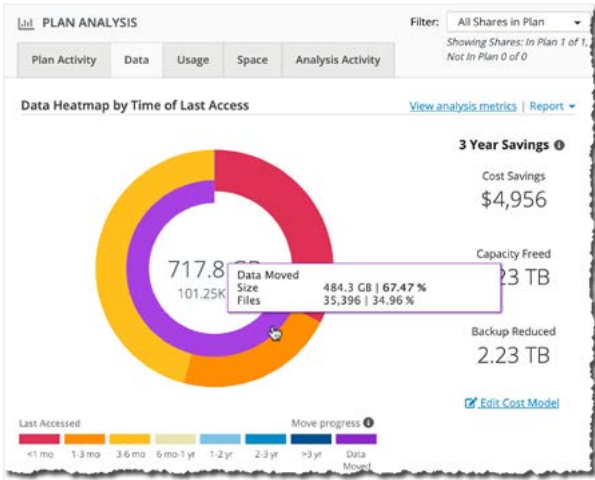 PLAN ANALYSIS
Filter: All Shares in Plan
Showing Shares: In Plan 1 of 1,
Not In Plan 0 of 0
Plan Activity Data Usage Space Analysis Activity
Data Heatmap by Time of Last Access
View analysis metrics | Report
3 Year Savings
Cost Savings
$4,956
Capacity Freed
23 TB
Backup Reduced
2.23 TB
Edit Cost Model
717.8
101.25K
Data Moved
Size 484.3 GB | 67.47 %
Files 35,396 | 34.96 %
Last Accessed
Move progress
<1 mo 1-3 mo 3-6 mo 6 mo-1 yr 1-2 yr 2-3 yr >3 yr Data
Moved